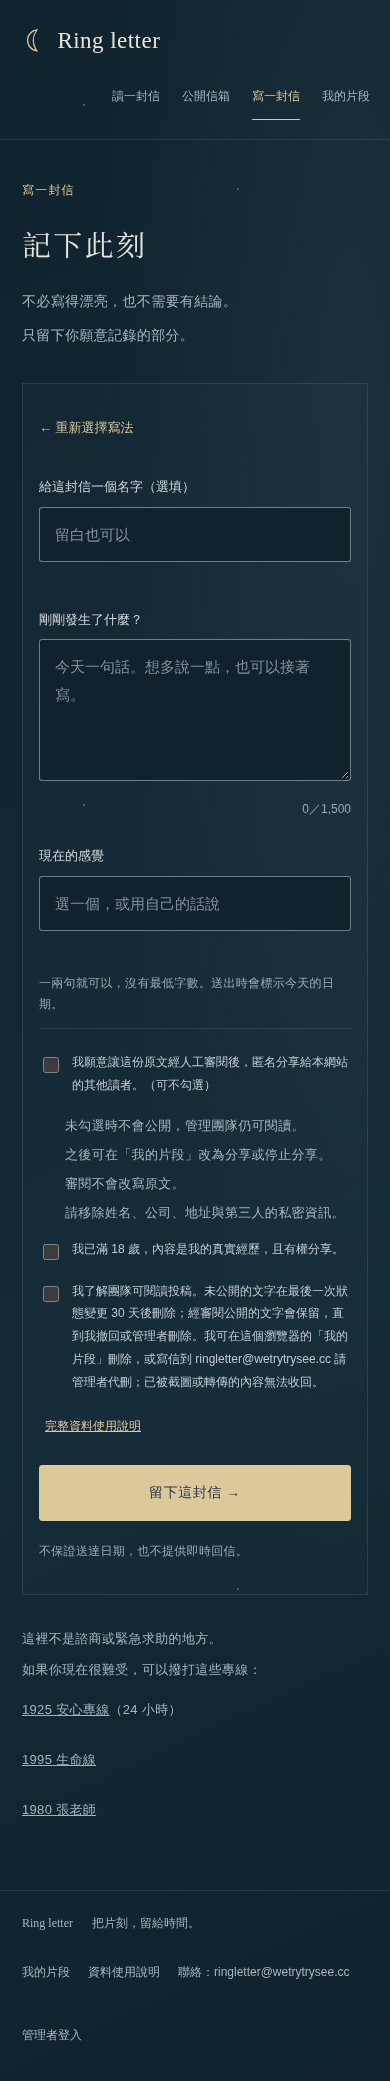 Ring letter
讀一封信 公開信箱 寫一封信 我的片段
寫一封信
記下此刻
不必寫得漂亮，也不需要有結論。
只留下你願意記錄的部分。
← 重新選擇寫法
給這封信一個名字（選填）
留白也可以
剛剛發生了什麼？
今天一句話。想多說一點，也可以接著
寫。
0／1,500
現在的感覺
選一個，或用自己的話說
一兩句就可以，沒有最低字數。送出時會標示今天的日
期。
我願意讓這份原文經人工審閱後，匿名分享給本網站
的其他讀者。（可不勾選）
未勾選時不會公開，管理團隊仍可閱讀。
之後可在「我的片段」改為分享或停止分享。
審閱不會改寫原文。
請移除姓名、公司、地址與第三人的私密資訊。
我已滿 18 歲，內容是我的真實經歷，且有權分享。
我了解團隊可閱讀投稿。未公開的文字在最後一次狀
態變更 30 天後刪除；經審閱公開的文字會保留，直
到我撤回或管理者刪除。我可在這個瀏覽器的「我的
片段」刪除，或寫信到 ringletter@wetrytrysee.cc 請
管理者代刪；已被截圖或轉傳的內容無法收回。
完整資料使用說明
留下這封信 →
不保證送達日期，也不提供即時回信。
這裡不是諮商或緊急求助的地方。
如果你現在很難受，可以撥打這些專線：
1925 安心專線（24 小時）
1995 生命線
1980 張老師
Ring letter 把片刻，留給時間。
我的片段 資料使用說明 聯絡：ringletter@wetrytrysee.cc
管理者登入